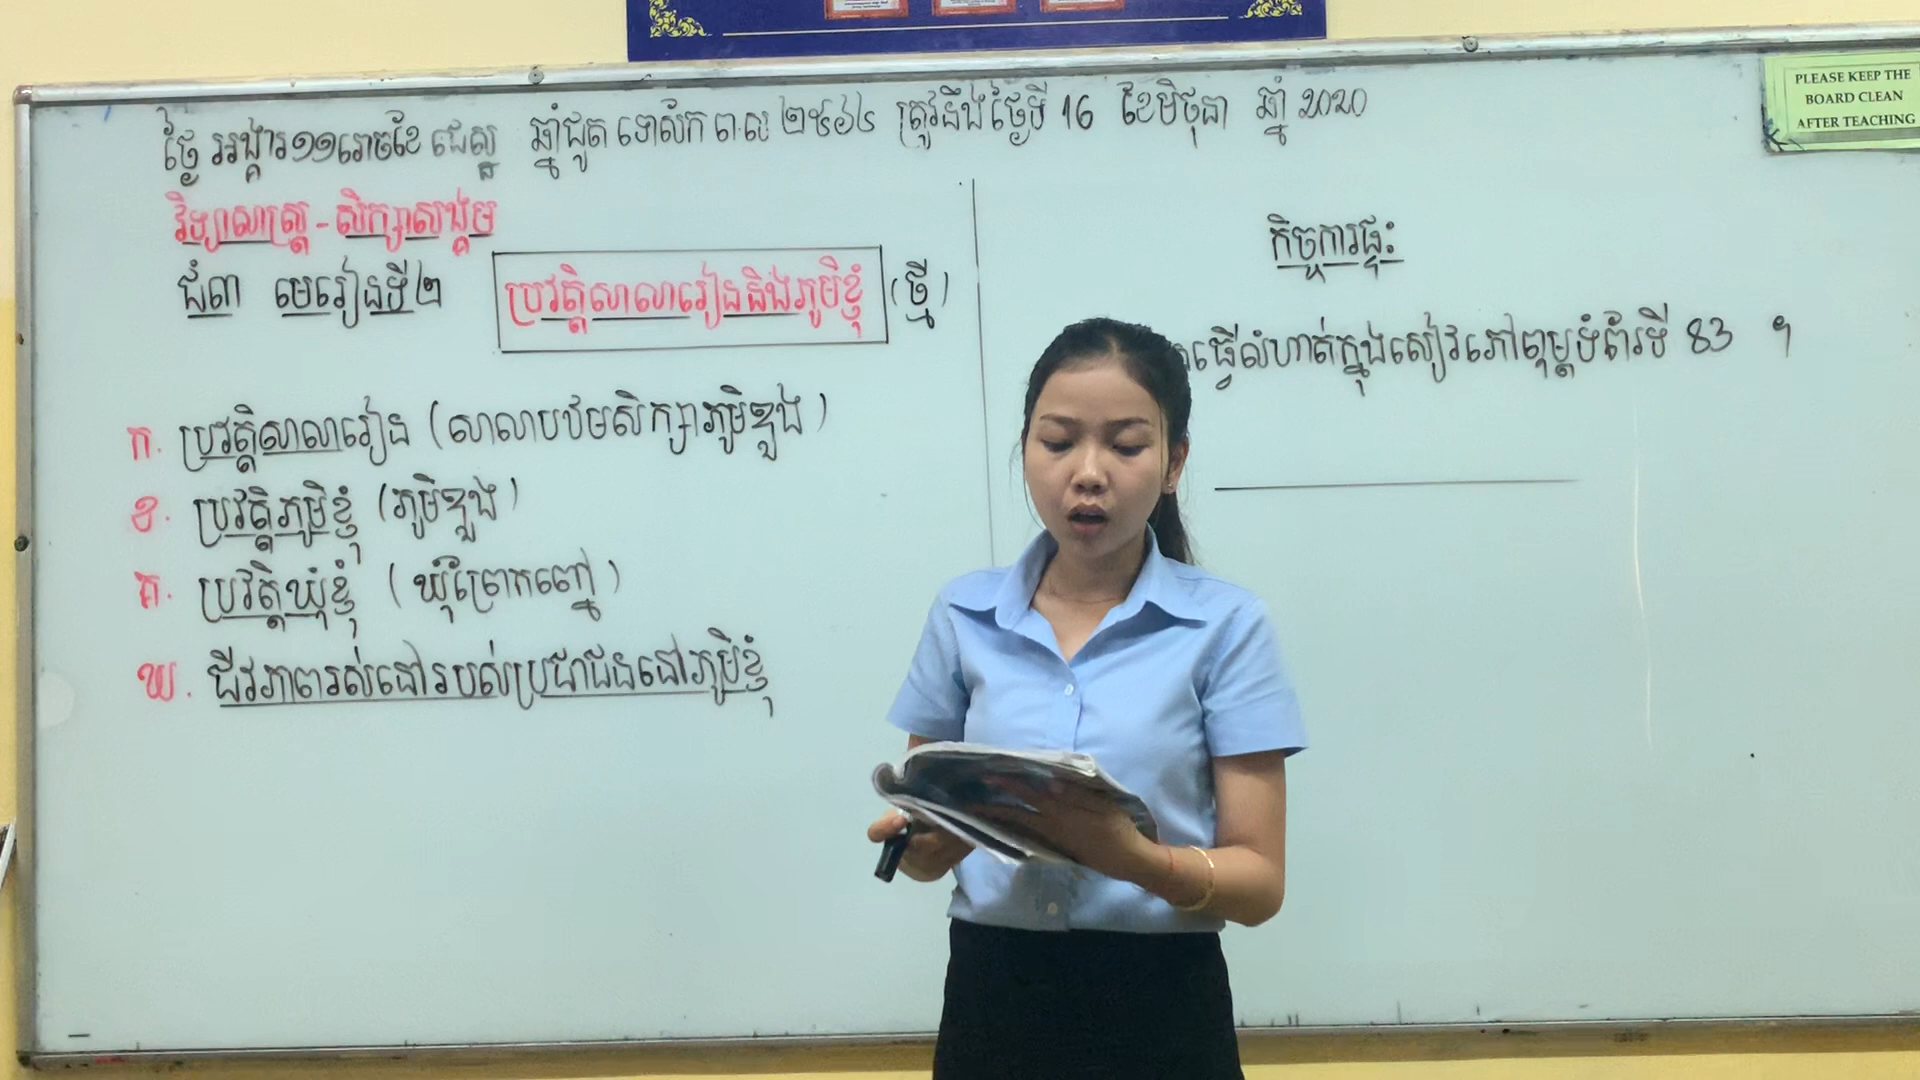 ថ្ងៃ អង្គារ ១១រោចខែ ជេស្ឋ ឆ្នាំជូត ទោស័ក ព.ស ២៥៦៤ ត្រូវនឹងថ្ងៃទី 16 ខែមិថុនា ឆ្នាំ 2020
វិទ្យាសាស្ត្រ - សិក្សាសង្គម
ជំពូក មេរៀនទី២ ប្រវត្តិសាលារៀននិងភូមិខ្ញុំ (ថ្មី)
ក. ប្រវត្តិសាលារៀន (សាលាបឋមសិក្សាភូមិខ្ទួង)
ខ. ប្រវត្តិភូមិខ្ញុំ (ភូមិខ្ទួង)
គ. ប្រវត្តិឃុំខ្ញុំ (ឃុំព្រែកពោធិ៍)
ឃ. ជីវភាពរស់នៅរបស់ប្រជាជននៅភូមិខ្ញុំ
កិច្ចការផ្ទះ
ធ្វើលំហាត់ក្នុងសៀវភៅពុម្ពទំព័រទី 83 ។
PLEASE KEEP THE
BOARD CLEAN
AFTER TEACHING